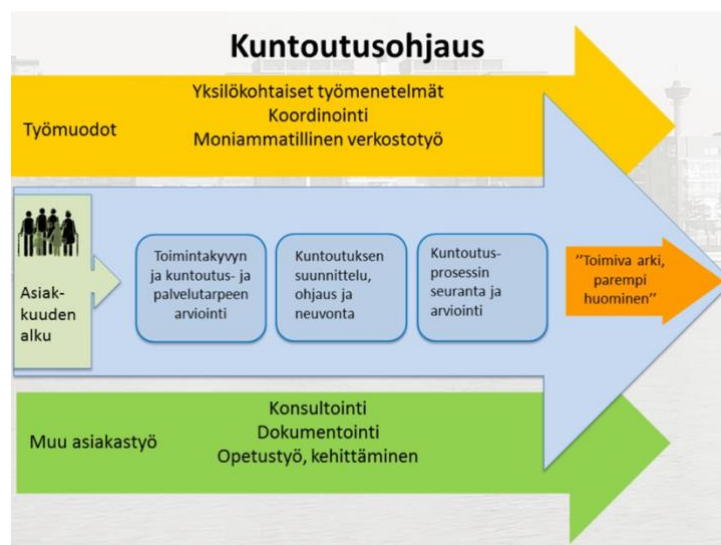 Kuntoutusohjaus
Työmuodot
Yksilökohtaiset työmenetelmät
Koordinointi
Moniammatillinen verkostotyö
Asiak-
kuuden
alku
Toimintakyvyn
ja kuntoutus- ja
palvelutarpeen
arviointi
Kuntoutuksen
suunnittelu,
ohjaus ja
neuvonta
Kuntoutus-
prosessin
seuranta ja
arviointi
”Toimiva arki,
parempi
huominen”
Muu asiakastyö
Konsultointi
Dokumentointi
Opetustyö, kehittäminen